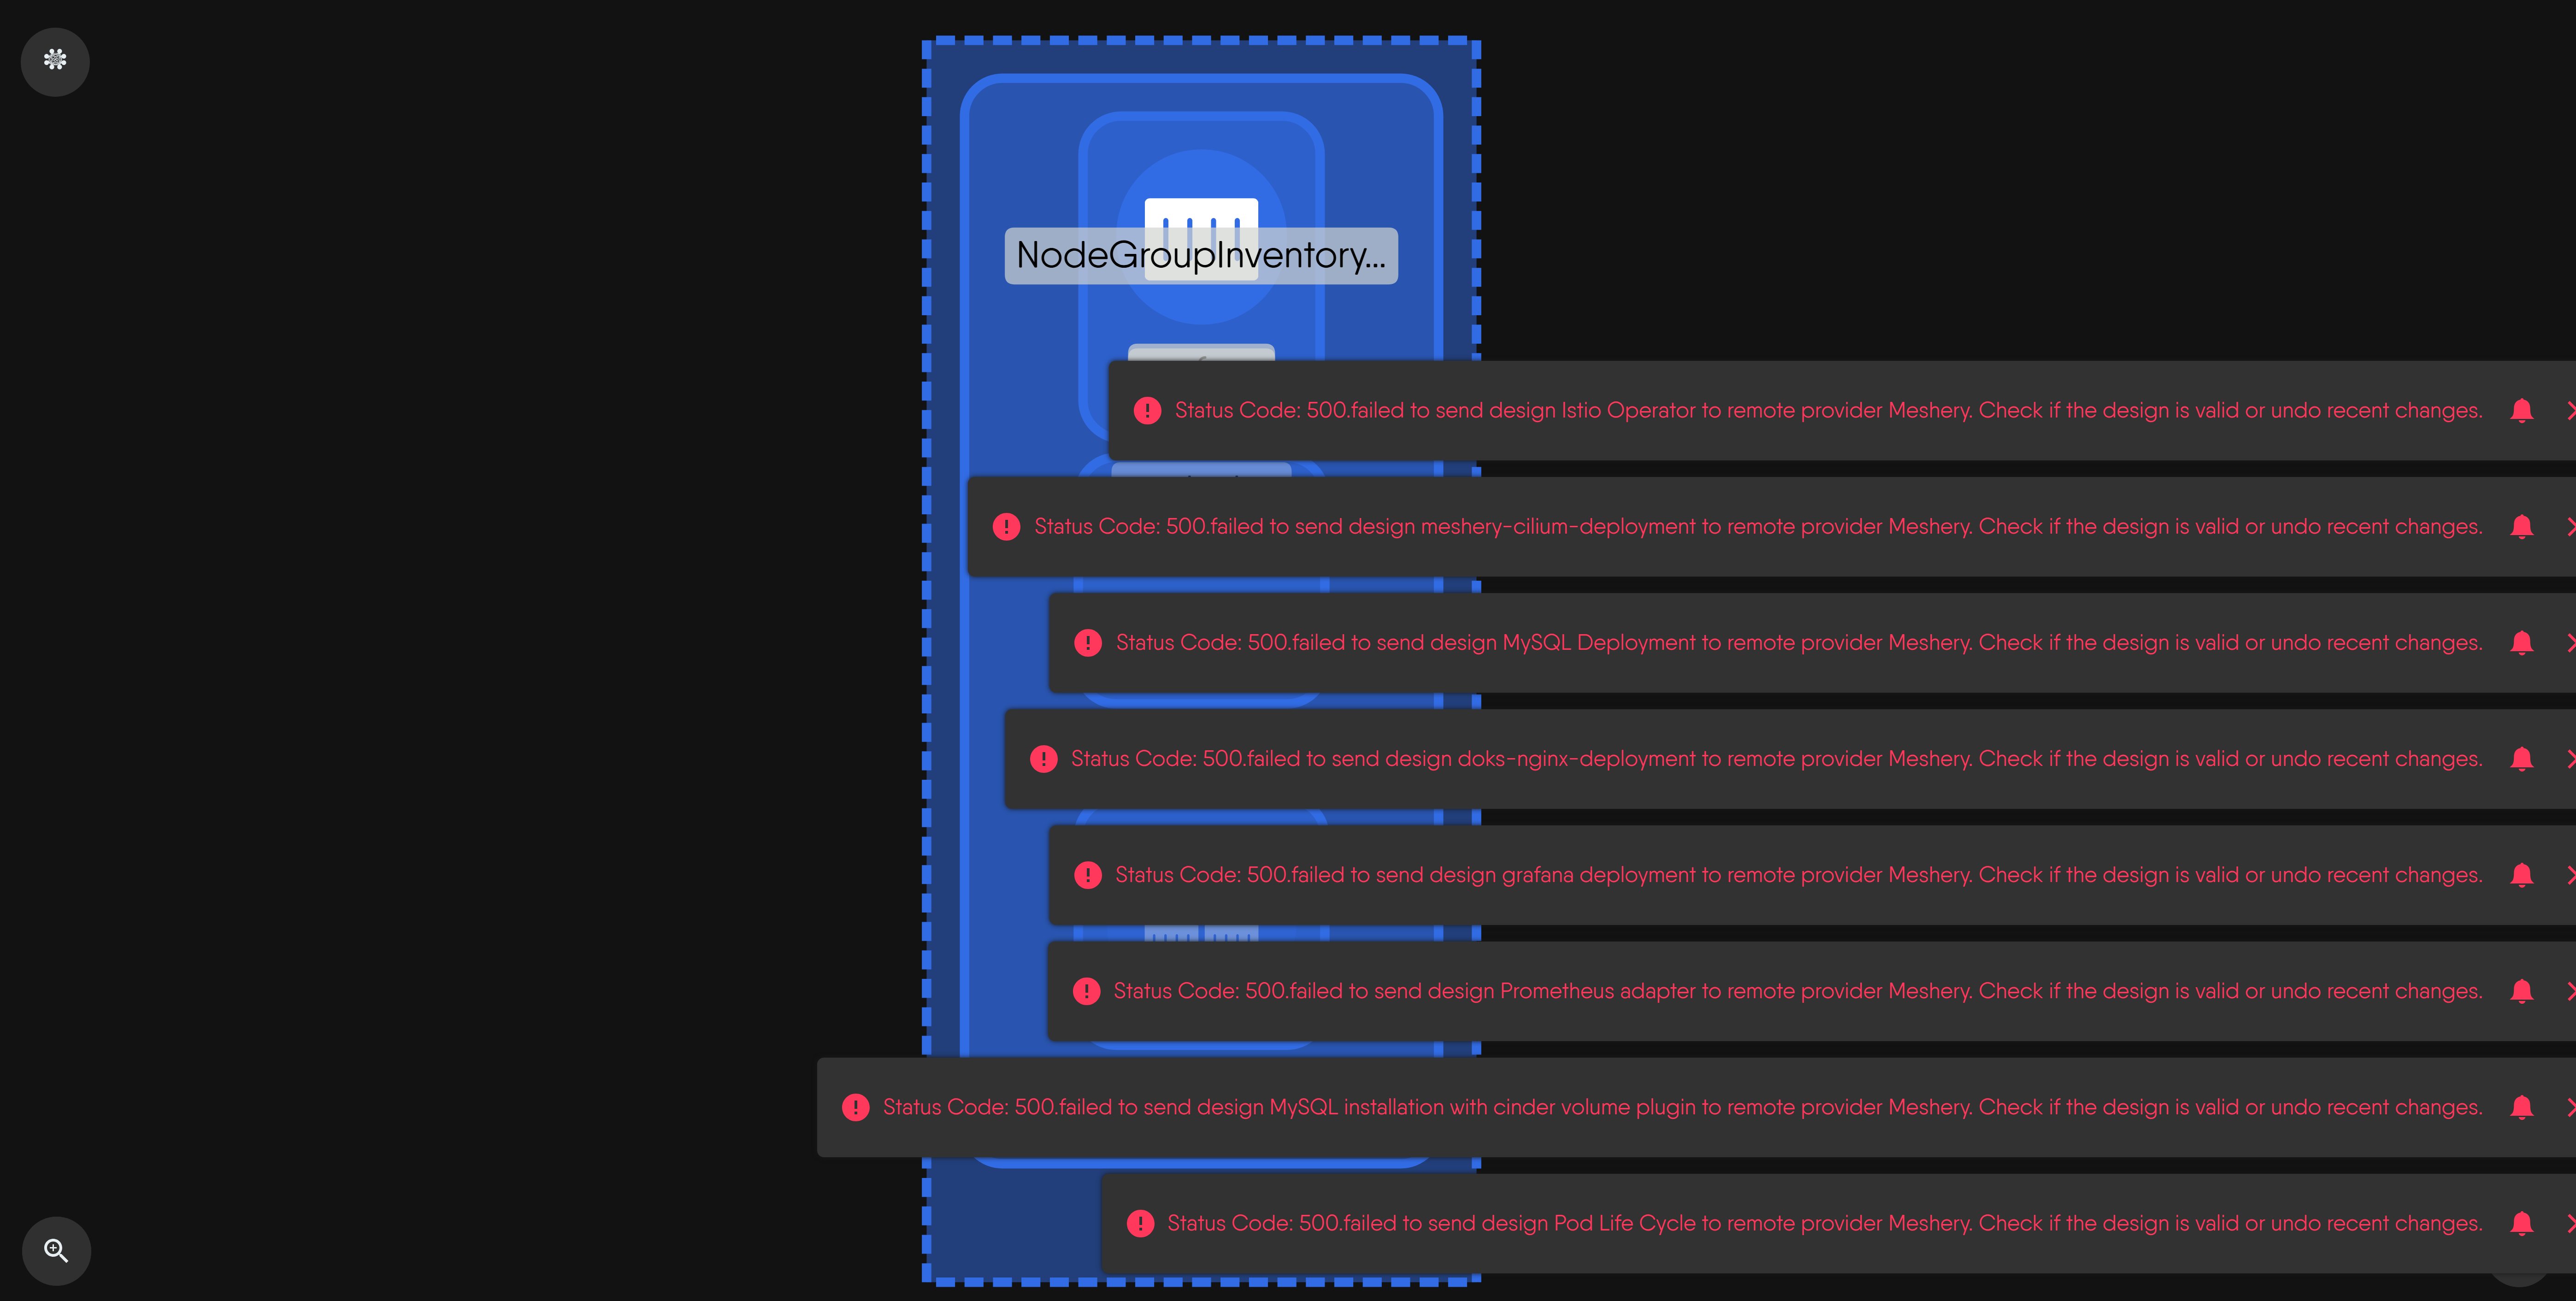 NodeGroupInventory...
Status Code: 500.failed to send design Istio Operator to remote provider Meshery. Check if the design is valid or undo recent changes.
Status Code: 500.failed to send design meshery-cilium-deployment to remote provider Meshery. Check if the design is valid or undo recent changes.
Status Code: 500.failed to send design MySQL Deployment to remote provider Meshery. Check if the design is valid or undo recent changes.
Status Code: 500.failed to send design doks-nginx-deployment to remote provider Meshery. Check if the design is valid or undo recent changes.
Status Code: 500.failed to send design grafana deployment to remote provider Meshery. Check if the design is valid or undo recent changes.
Status Code: 500.failed to send design Prometheus adapter to remote provider Meshery. Check if the design is valid or undo recent changes.
Status Code: 500.failed to send design MySQL installation with cinder volume plugin to remote provider Meshery. Check if the design is valid or undo recent changes.
Status Code: 500.failed to send design Pod Life Cycle to remote provider Meshery. Check if the design is valid or undo recent changes.